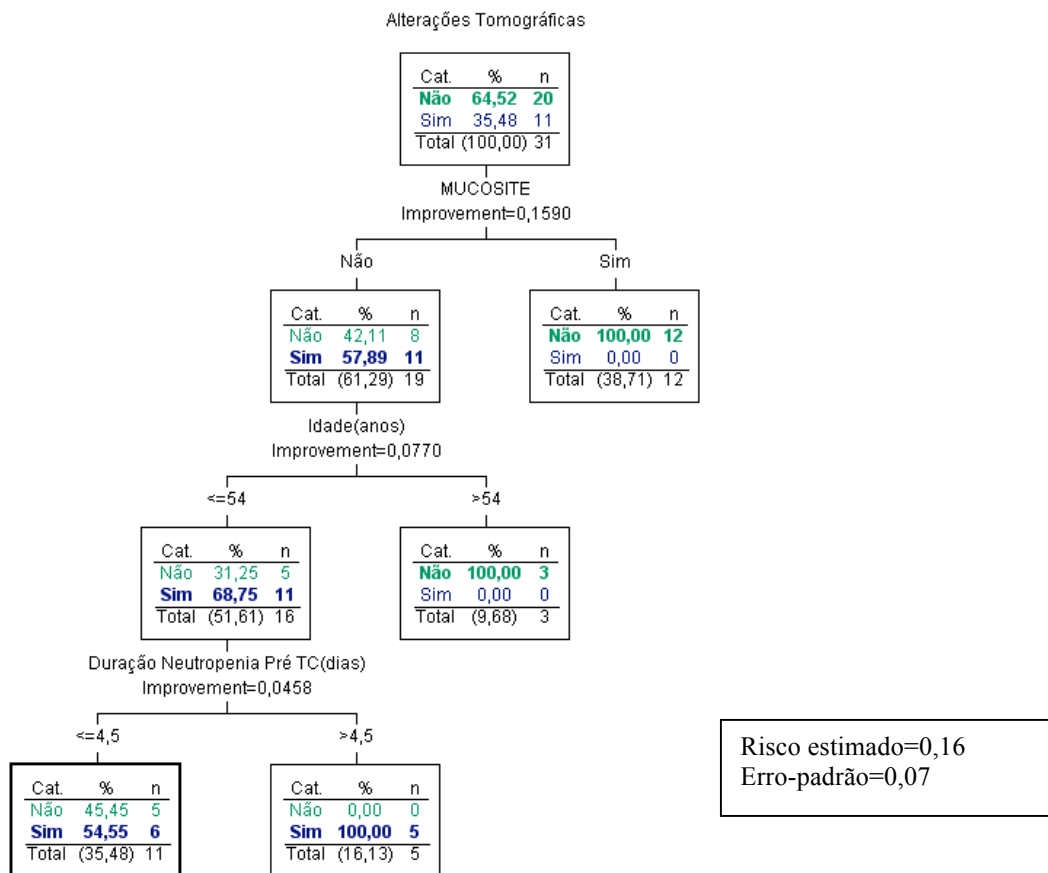 Alterações Tomográficas
Cat. % n
Não 64,52 20
Sim 35,48 11
Total (100,00) 31
MUCOSITE
Improvement=0,1590
Não
Sim
Cat. % n
Não 42,11 8
Sim 57,89 11
Total (61,29) 19
Cat. % n
Não 100,00 12
Sim 0,00 0
Total (38,71) 12
Idade(anos)
Improvement=0,0770
<=54
>54
Cat. % n
Não 31,25 5
Sim 68,75 11
Total (51,61) 16
Cat. % n
Não 100,00 3
Sim 0,00 0
Total (9,68) 3
Duração Neutropenia Pré TC(dias)
Improvement=0,0458
<=4,5
>4,5
Cat. % n
Não 45,45 5
Sim 54,55 6
Total (35,48) 11
Cat. % n
Não 0,00 0
Sim 100,00 5
Total (16,13) 5
Risco estimado=0,16
Erro-padrão=0,07